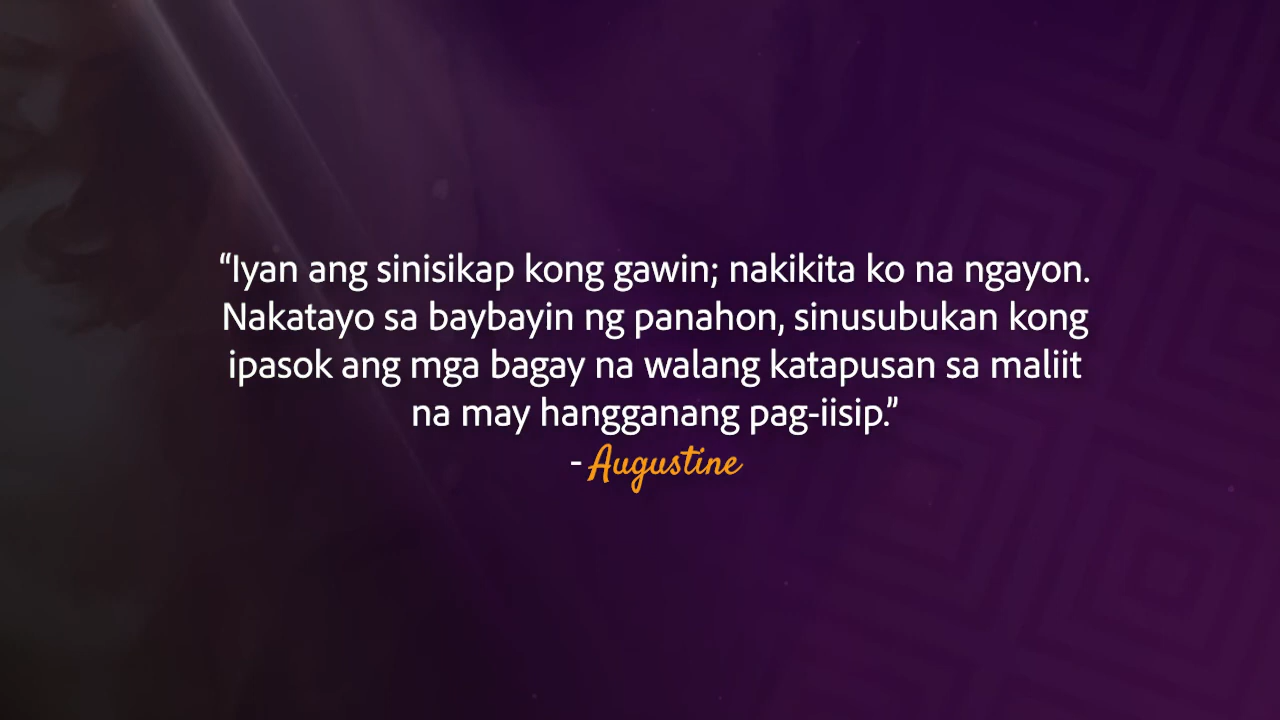 “Iyan ang sinisikap kong gawin; nakikita ko na ngayon.
Nakatayo sa baybayin ng panahon, sinusubukan kong
ipasok ang mga bagay na walang katapusan sa maliit
na may hangganang pag-iisip.”
- Augustine